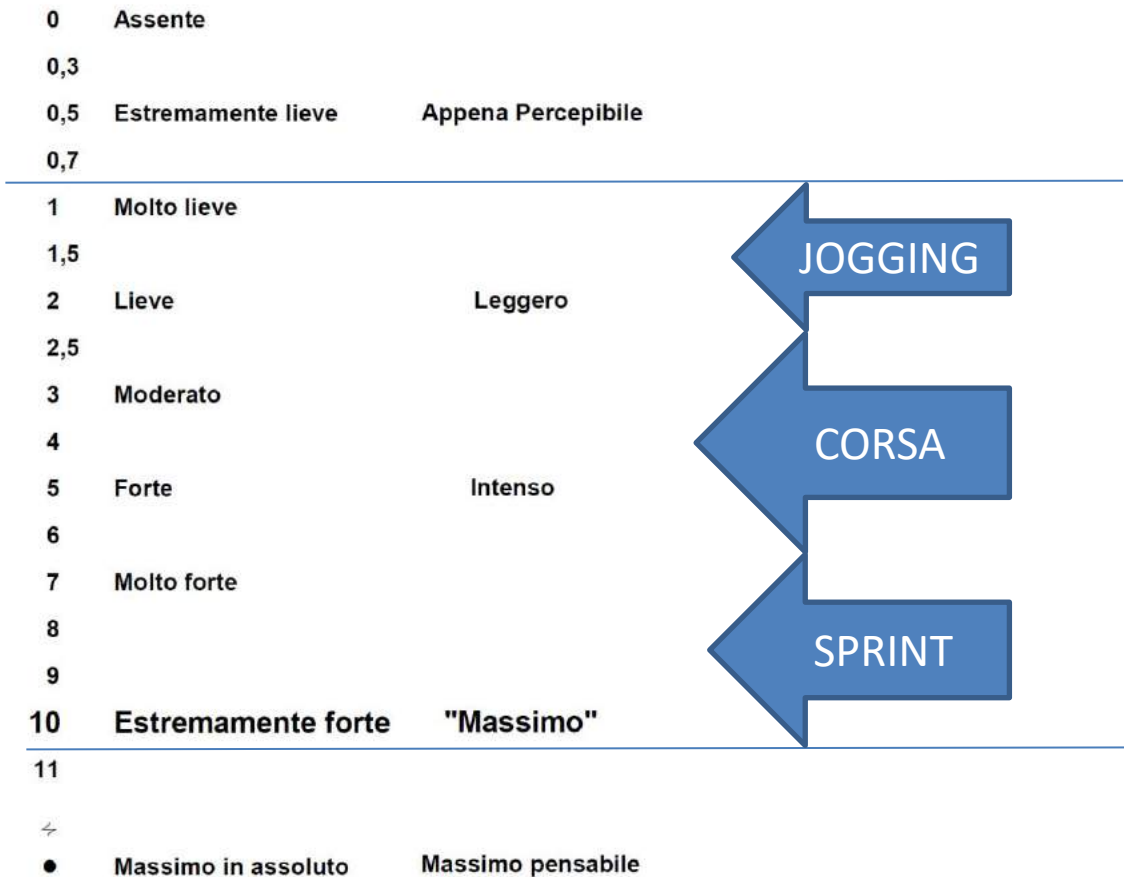 0 Assente
0,3
0,5 Estremamente lieve Appena Percepibile
0,7
1 Molto lieve
1,5
JOGGING
2 Lieve Leggero
2,5
3 Moderato
4
CORSA
5 Forte Intenso
6
7 Molto forte
8
SPRINT
9
10 Estremamente forte "Massimo"
11
● Massimo in assoluto Massimo pensabile